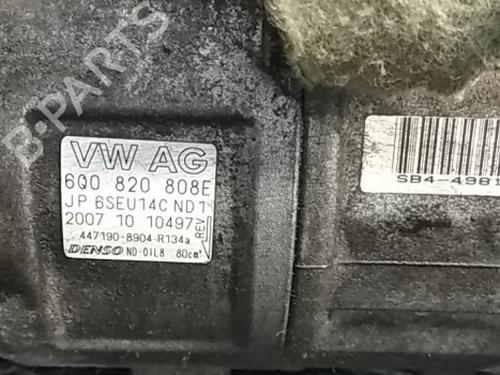 B-PARTS
VW AG
6Q0 820 808E
JP 6SEU14C ND1
2007 10 10497
REV
447190-8904 R134a
DENSO ND-OIL8 80cm³
SB4-4981